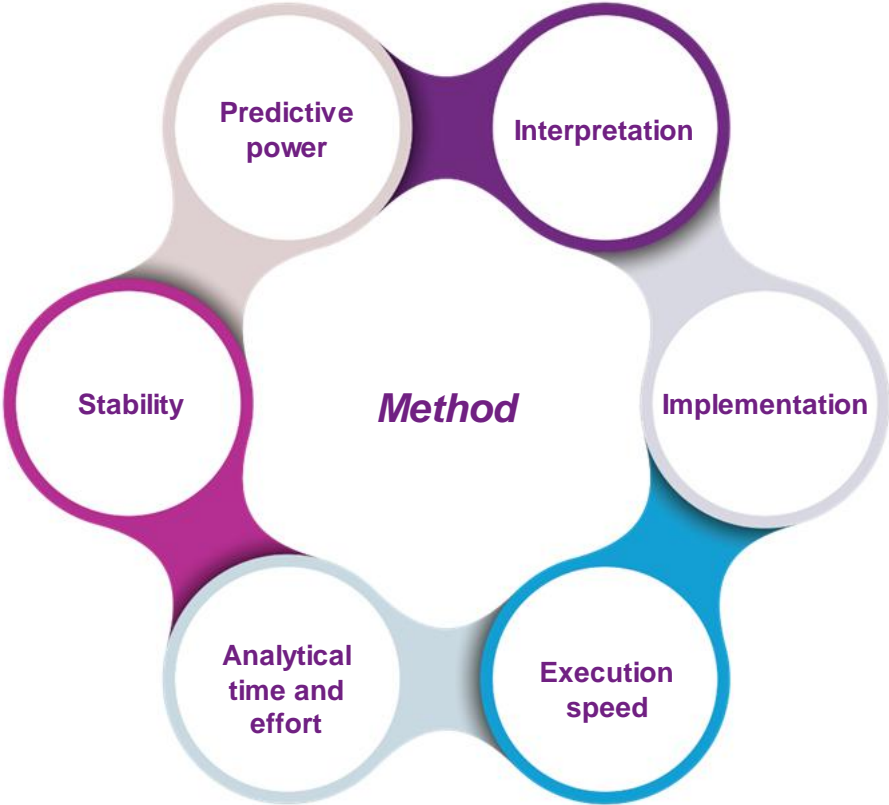 Predictive
power
Interpretation
Stability
Method
Implementation
Analytical
time and
effort
Execution
speed